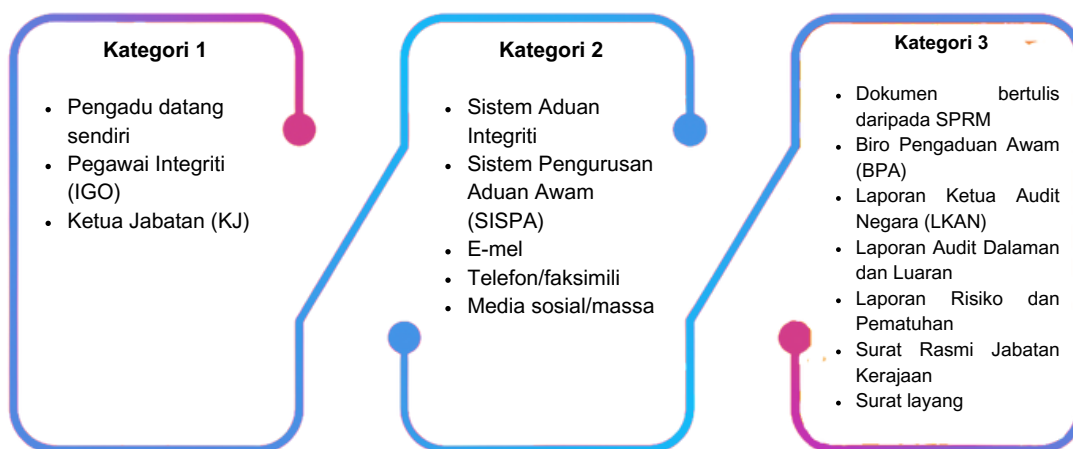 Kategori 1
• Pengadu datang
sendiri
• Pegawai Integriti
(IGO)
• Ketua Jabatan (KJ)
Kategori 2
• Sistem Aduan
Integriti
• Sistem Pengurusan
Aduan Awam
(SISPA)
• E-mel
• Telefon/faksimili
• Media sosial/massa
Kategori 3
• Dokumen bertulis
daripada SPRM
• Biro Pengaduan Awam
(BPA)
• Laporan Ketua Audit
Negara (LKAN)
• Laporan Audit Dalaman
dan Luaran
• Laporan Risiko dan
Pematuhan
• Surat Rasmi Jabatan
Kerajaan
• Surat layang